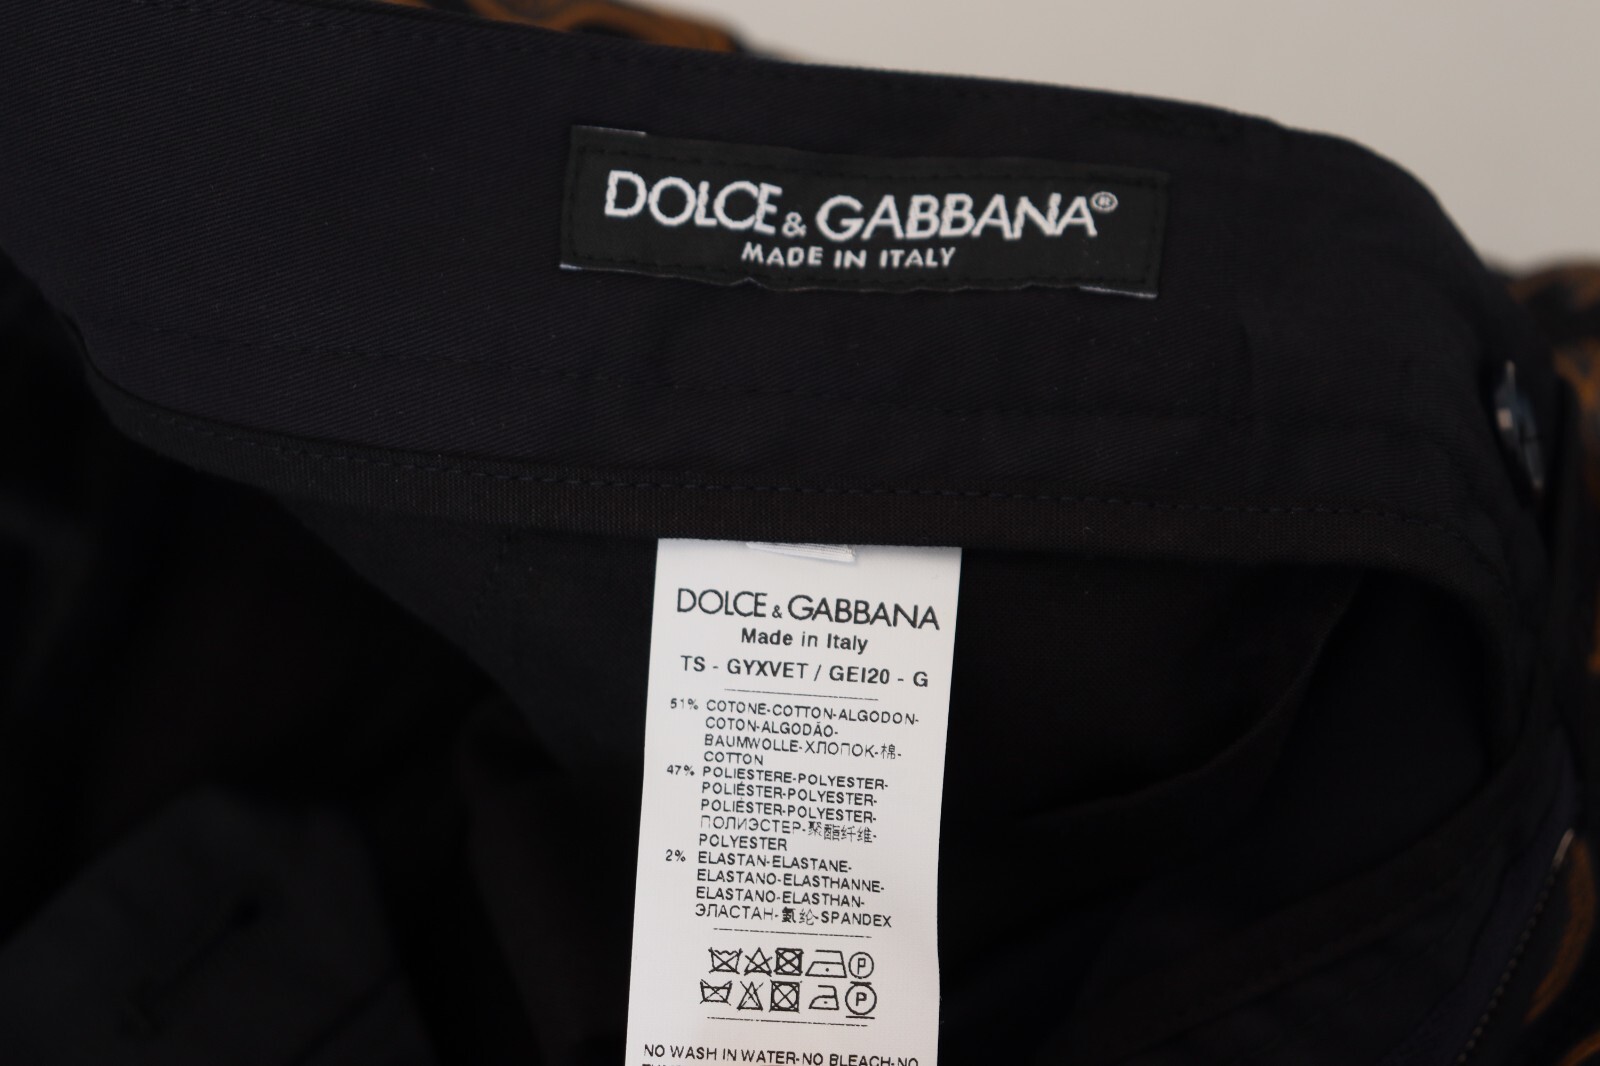 DOLCE & GABBANA®
MADE IN ITALY
DOLCE & GABBANA
Made in Italy
TS - GYXVET / GEI20 - G
51% COTONE-COTTON-ALGODON-
COTON-ALGODÃO-
BAUMWOLLE-ХЛОПОК-棉-
COTTON
47% POLIESTERE-POLYESTER-
POLIÉSTER-POLYESTER-
POLIÉSTER-POLYESTER-
ПОЛИЭСТЕР-聚酯纤维-
POLYESTER
2% ELASTAN-ELASTANE-
ELASTANO-ELASTHANNE-
ELASTANO-ELASTHAN-
ЭЛАСТАН-氨纶-SPANDEX
P
P
NO WASH IN WATER-NO BLEACH-NO